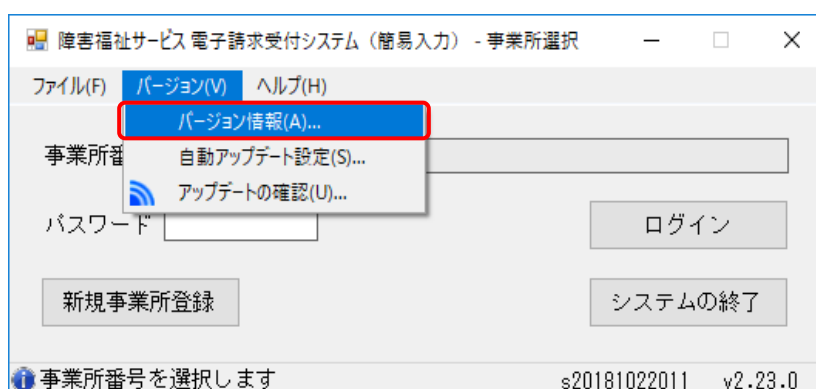 障害福祉サービス 電子請求受付システム（簡易入力） - 事業所選択
ファイル(F) バージョン(V) ヘルプ(H)
バージョン情報(A)...
事業所番
自動アップデート設定(S)...
アップデートの確認(U)...
パスワード
ログイン
新規事業所登録
システムの終了
事業所番号を選択します
s20181022011 v2.23.0